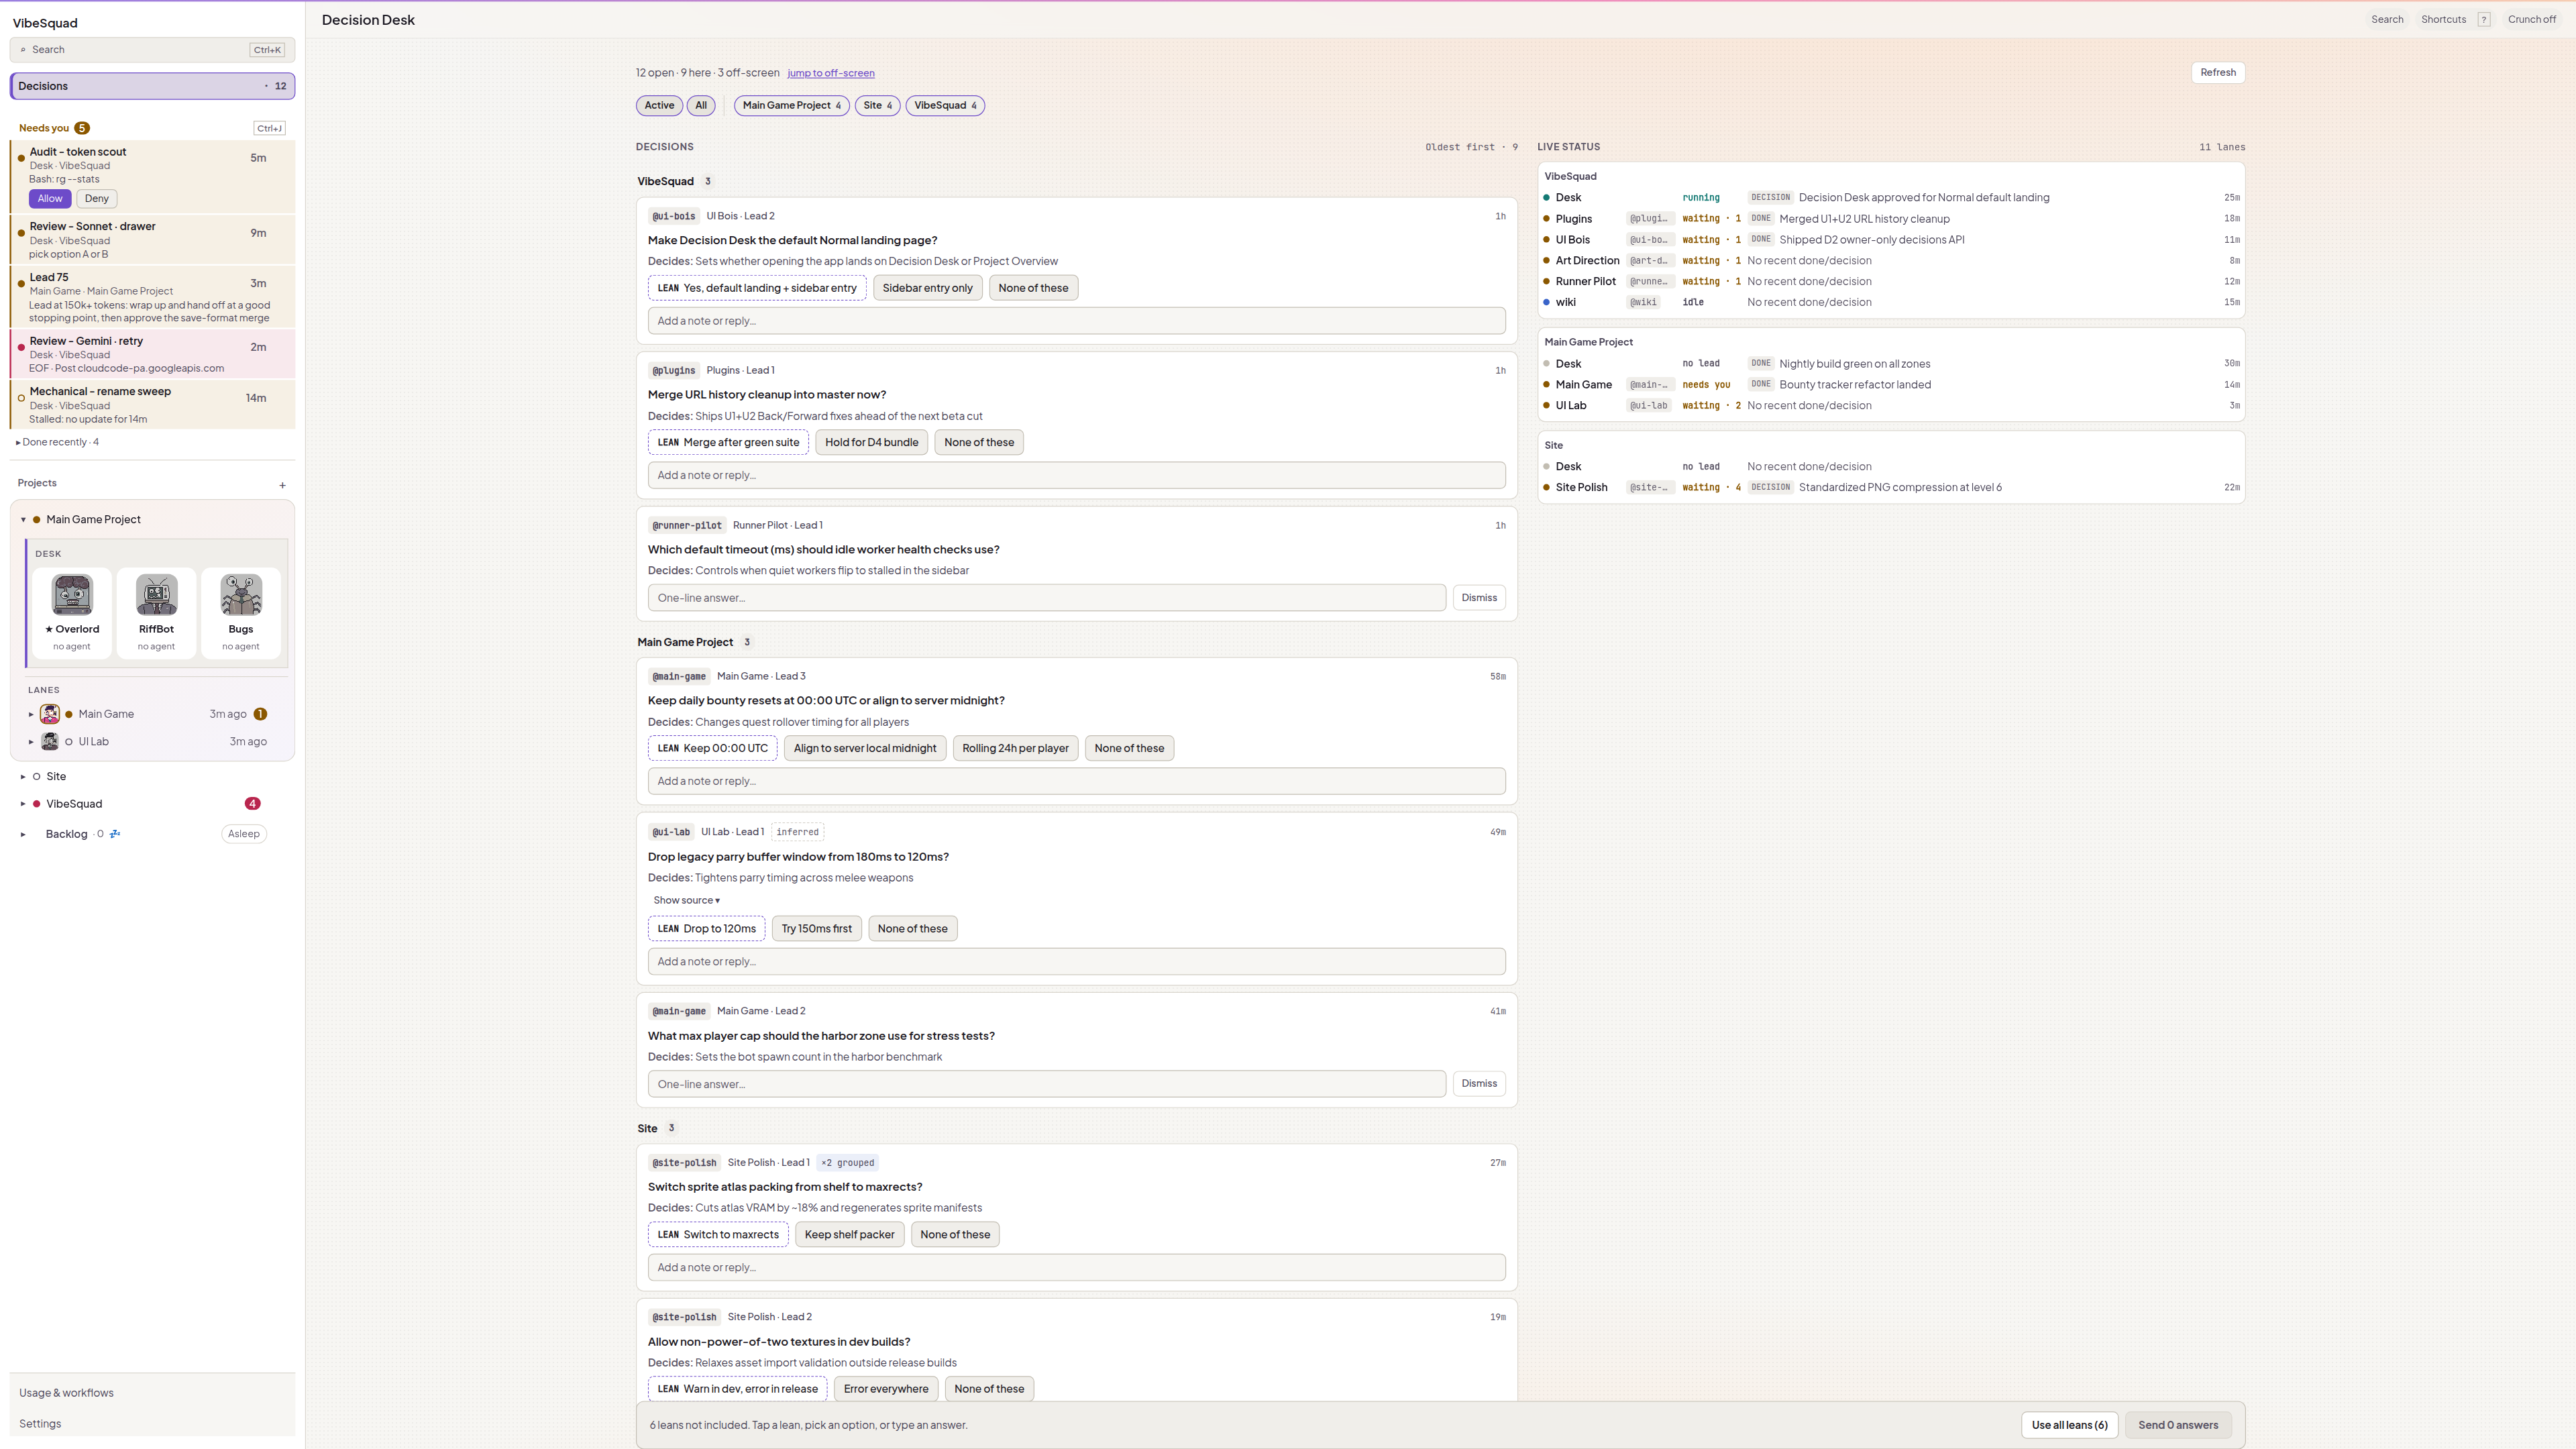 VibeSquad
Search Ctrl+K
Decisions · 12
Needs you 5 Ctrl+J
Audit - token scout 5m
Desk · VibeSquad
Bash: rg --stats
Allow Deny
Review - Sonnet · drawer 9m
Desk · VibeSquad
pick option A or B
Lead 75 3m
Main Game · Main Game Project
Lead at 150k+ tokens: wrap up and hand off at a good
stopping point, then approve the save-format merge
Review - Gemini · retry 2m
Desk · VibeSquad
EOF · Post cloudcode-pa.googleapis.com
Mechanical - rename sweep 14m
Desk · VibeSquad
Stalled: no update for 14m
▸ Done recently · 4
Projects +
▾ Main Game Project
DESK
★ Overlord RiffBot Bugs
no agent no agent no agent
LANES
▸ Main Game 3m ago 1
▸ UI Lab 3m ago
▸ Site
▸ VibeSquad 4
▸ Backlog · 0 💤 Asleep
Usage & workflows
Settings
Decision Desk
Search Shortcuts ? Crunch off
12 open · 9 here · 3 off-screen jump to off-screen
Refresh
Active All Main Game Project 4 Site 4 VibeSquad 4
DECISIONS Oldest first · 9
VibeSquad 3
@ui-bois UI Bois · Lead 2 1h
Make Decision Desk the default Normal landing page?
Decides: Sets whether opening the app lands on Decision Desk or Project Overview
LEAN Yes, default landing + sidebar entry Sidebar entry only None of these
Add a note or reply…
@plugins Plugins · Lead 1 1h
Merge URL history cleanup into master now?
Decides: Ships U1+U2 Back/Forward fixes ahead of the next beta cut
LEAN Merge after green suite Hold for D4 bundle None of these
Add a note or reply…
@runner-pilot Runner Pilot · Lead 1 1h
Which default timeout (ms) should idle worker health checks use?
Decides: Controls when quiet workers flip to stalled in the sidebar
One-line answer… Dismiss
Main Game Project 3
@main-game Main Game · Lead 3 58m
Keep daily bounty resets at 00:00 UTC or align to server midnight?
Decides: Changes quest rollover timing for all players
LEAN Keep 00:00 UTC Align to server local midnight Rolling 24h per player None of these
Add a note or reply…
@ui-lab UI Lab · Lead 1 inferred 49m
Drop legacy parry buffer window from 180ms to 120ms?
Decides: Tightens parry timing across melee weapons
Show source ▾
LEAN Drop to 120ms Try 150ms first None of these
Add a note or reply…
@main-game Main Game · Lead 2 41m
What max player cap should the harbor zone use for stress tests?
Decides: Sets the bot spawn count in the harbor benchmark
One-line answer… Dismiss
Site 3
@site-polish Site Polish · Lead 1 ×2 grouped 27m
Switch sprite atlas packing from shelf to maxrects?
Decides: Cuts atlas VRAM by ~18% and regenerates sprite manifests
LEAN Switch to maxrects Keep shelf packer None of these
Add a note or reply…
@site-polish Site Polish · Lead 2 19m
Allow non-power-of-two textures in dev builds?
Decides: Relaxes asset import validation outside release builds
LEAN Warn in dev, error in release Error everywhere None of these
LIVE STATUS 11 lanes
VibeSquad
Desk running DECISION Decision Desk approved for Normal default landing 25m
Plugins @plugi… waiting · 1 DONE Merged U1+U2 URL history cleanup 18m
UI Bois @ui-bo… waiting · 1 DONE Shipped D2 owner-only decisions API 11m
Art Direction @art-d… waiting · 1 No recent done/decision 8m
Runner Pilot @runne… waiting · 1 No recent done/decision 12m
wiki @wiki idle No recent done/decision 15m
Main Game Project
Desk no lead DONE Nightly build green on all zones 30m
Main Game @main-… needs you DONE Bounty tracker refactor landed 14m
UI Lab @ui-lab waiting · 2 No recent done/decision 3m
Site
Desk no lead No recent done/decision
Site Polish @site-… waiting · 4 DECISION Standardized PNG compression at level 6 22m
6 leans not included. Tap a lean, pick an option, or type an answer.
Use all leans (6) Send 0 answers